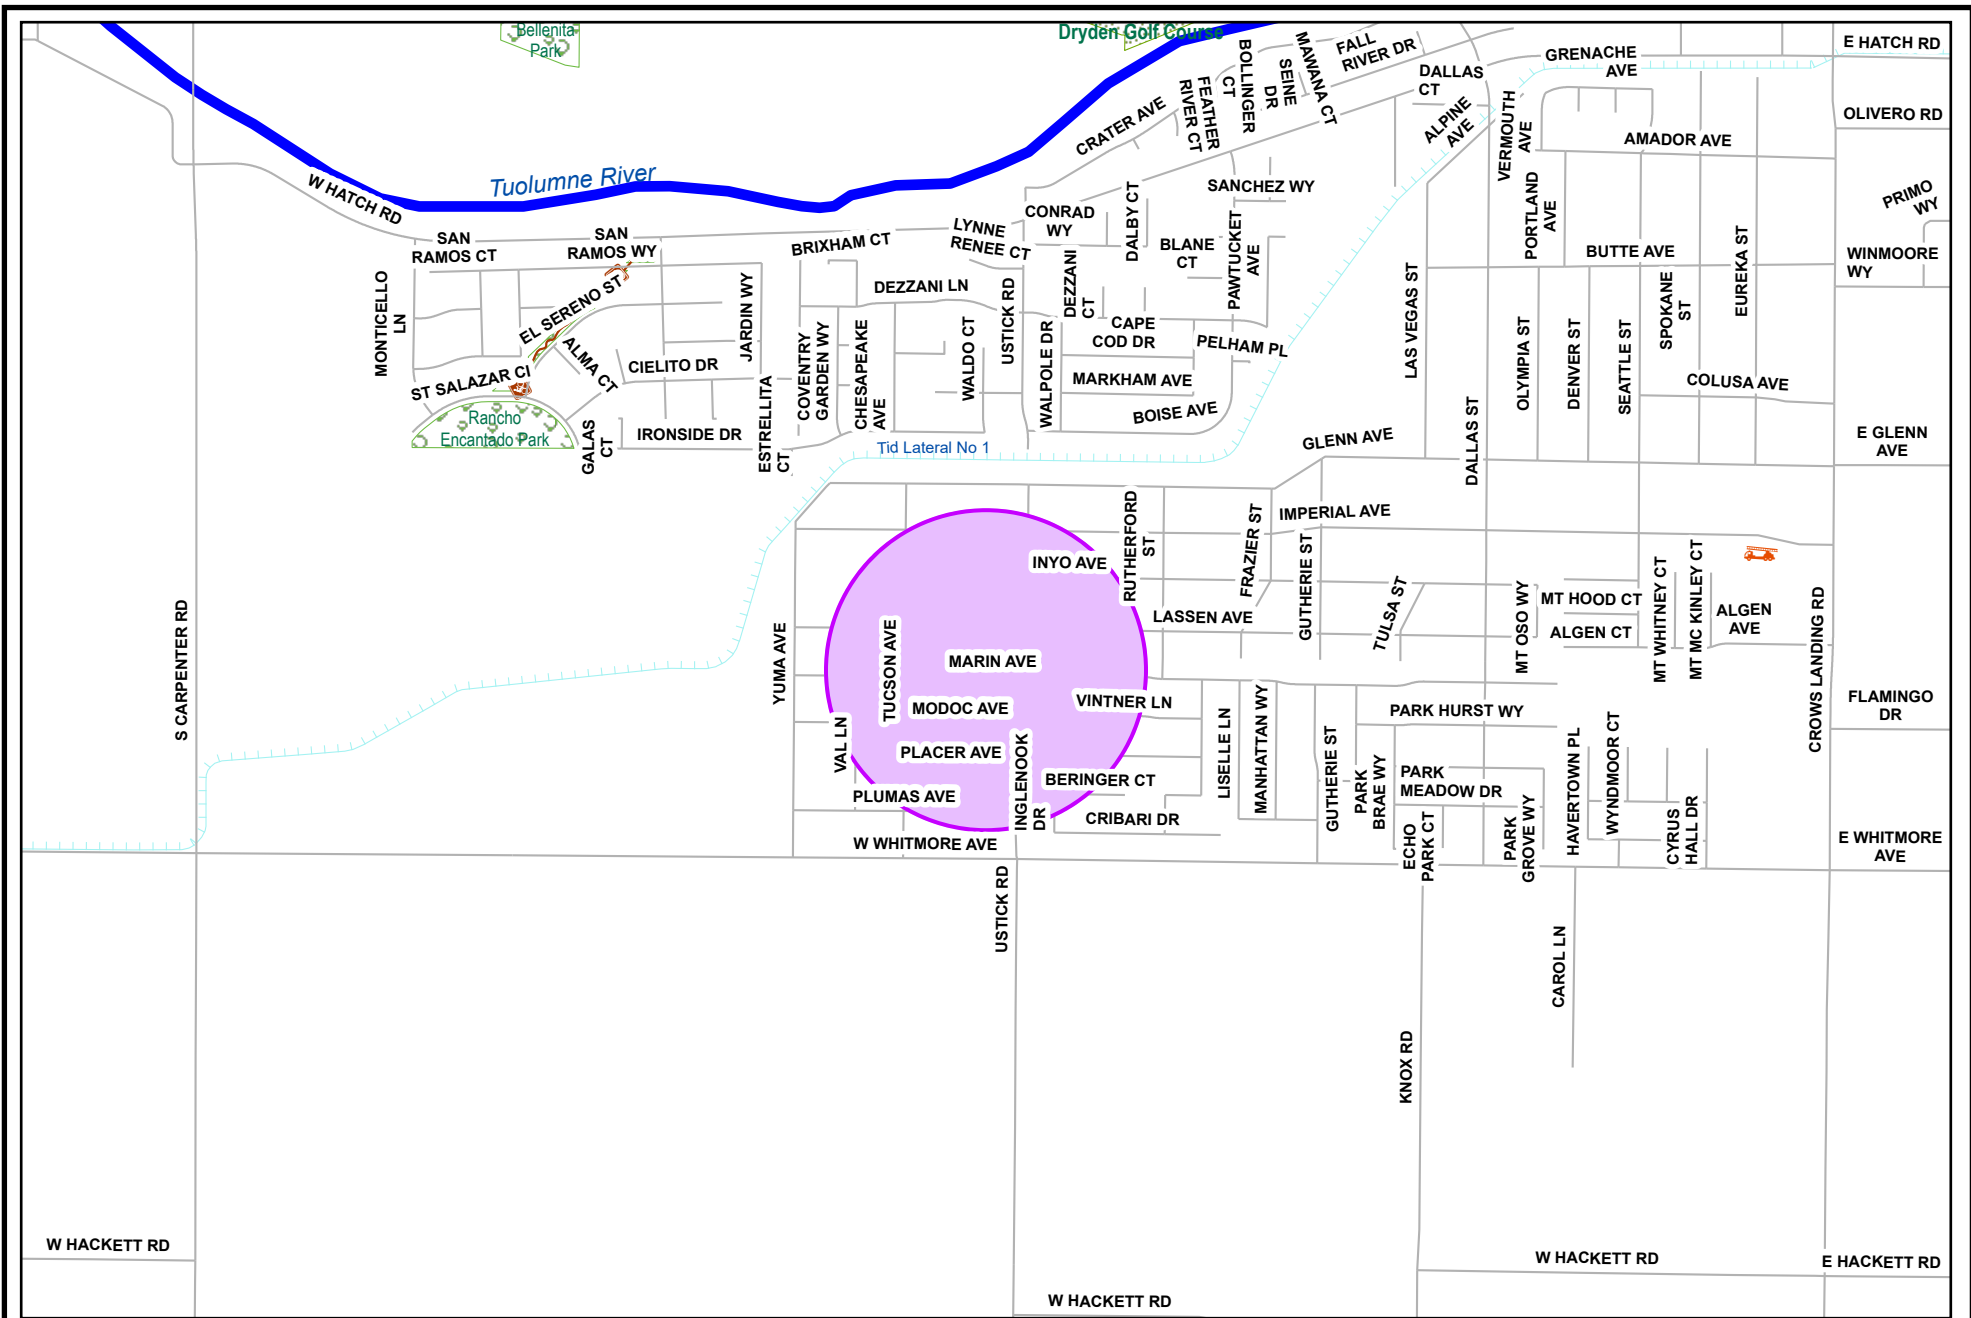 Bellenita
Park
Dryden Golf Course
BOLLINGER
CT
SEINE
DR
MAWANA CT
FALL
RIVER DR
GRENACHE
AVE
E HATCH RD
DALLAS
CT
FEATHER
RIVER CT
CRATER AVE
ALPINE
AVE
VERMOUTH
AVE
OLIVERO RD
AMADOR AVE
Tuolumne River
W HATCH RD
SANCHEZ WY
PORTLAND
AVE
PRIMO
WY
CONRAD
WY
DALBY CT
LYNNE
RENEE CT
BRIXHAM CT
SAN
RAMOS CT
SAN
RAMOS WY
BLANE
CT
PAWTUCKET
AVE
BUTTE AVE
EUREKA ST
WINMOORE
WY
MONTICELLO
LN
EL SERENO ST
JARDIN WY
DEZZANI LN
USTICK RD
DEZZANI
CT
LAS VEGAS ST
SPOKANE
ST
COVENTRY
GARDEN WY
CHESAPEAKE
AVE
WALDO CT
WALPOLE DR
CAPE
COD DR
PELHAM PL
OLYMPIA ST
DENVER ST
SEATTLE ST
ALMA CT
CIELITO DR
ST SALAZAR CI
MARKHAM AVE
COLUSA AVE
BOISE AVE
Rancho
Encantado Park
GALAS
CT
IRONSIDE DR
ESTRELLITA
CT
Tid Lateral No 1
GLENN AVE
DALLAS ST
E GLENN
AVE
RUTHERFORD
ST
FRAZIER ST
IMPERIAL AVE
GUTHERIE ST
INYO AVE
TULSA ST
MT OSO WY
MT HOOD CT
MT WHITNEY CT
MT MC KINLEY CT
ALGEN
AVE
CROWS LANDING RD
LASSEN AVE
ALGEN CT
S CARPENTER RD
YUMA AVE
TUCSON AVE
MARIN AVE
VINTNER LN
MODOC AVE
PARK HURST WY
FLAMINGO
DR
VAL LN
PLACER AVE
INGLENOOK
DR
LISELLE LN
MANHATTAN WY
GUTHERIE ST
PARK
BRAE WY
PARK
MEADOW DR
HAVERTOWN PL
WYNDMOOR CT
BERINGER CT
PLUMAS AVE
CRIBARI DR
ECHO
PARK CT
PARK
GROVE WY
CYRUS
HALL DR
W WHITMORE AVE
E WHITMORE
AVE
USTICK RD
CAROL LN
KNOX RD
W HACKETT RD
W HACKETT RD
E HACKETT RD
W HACKETT RD